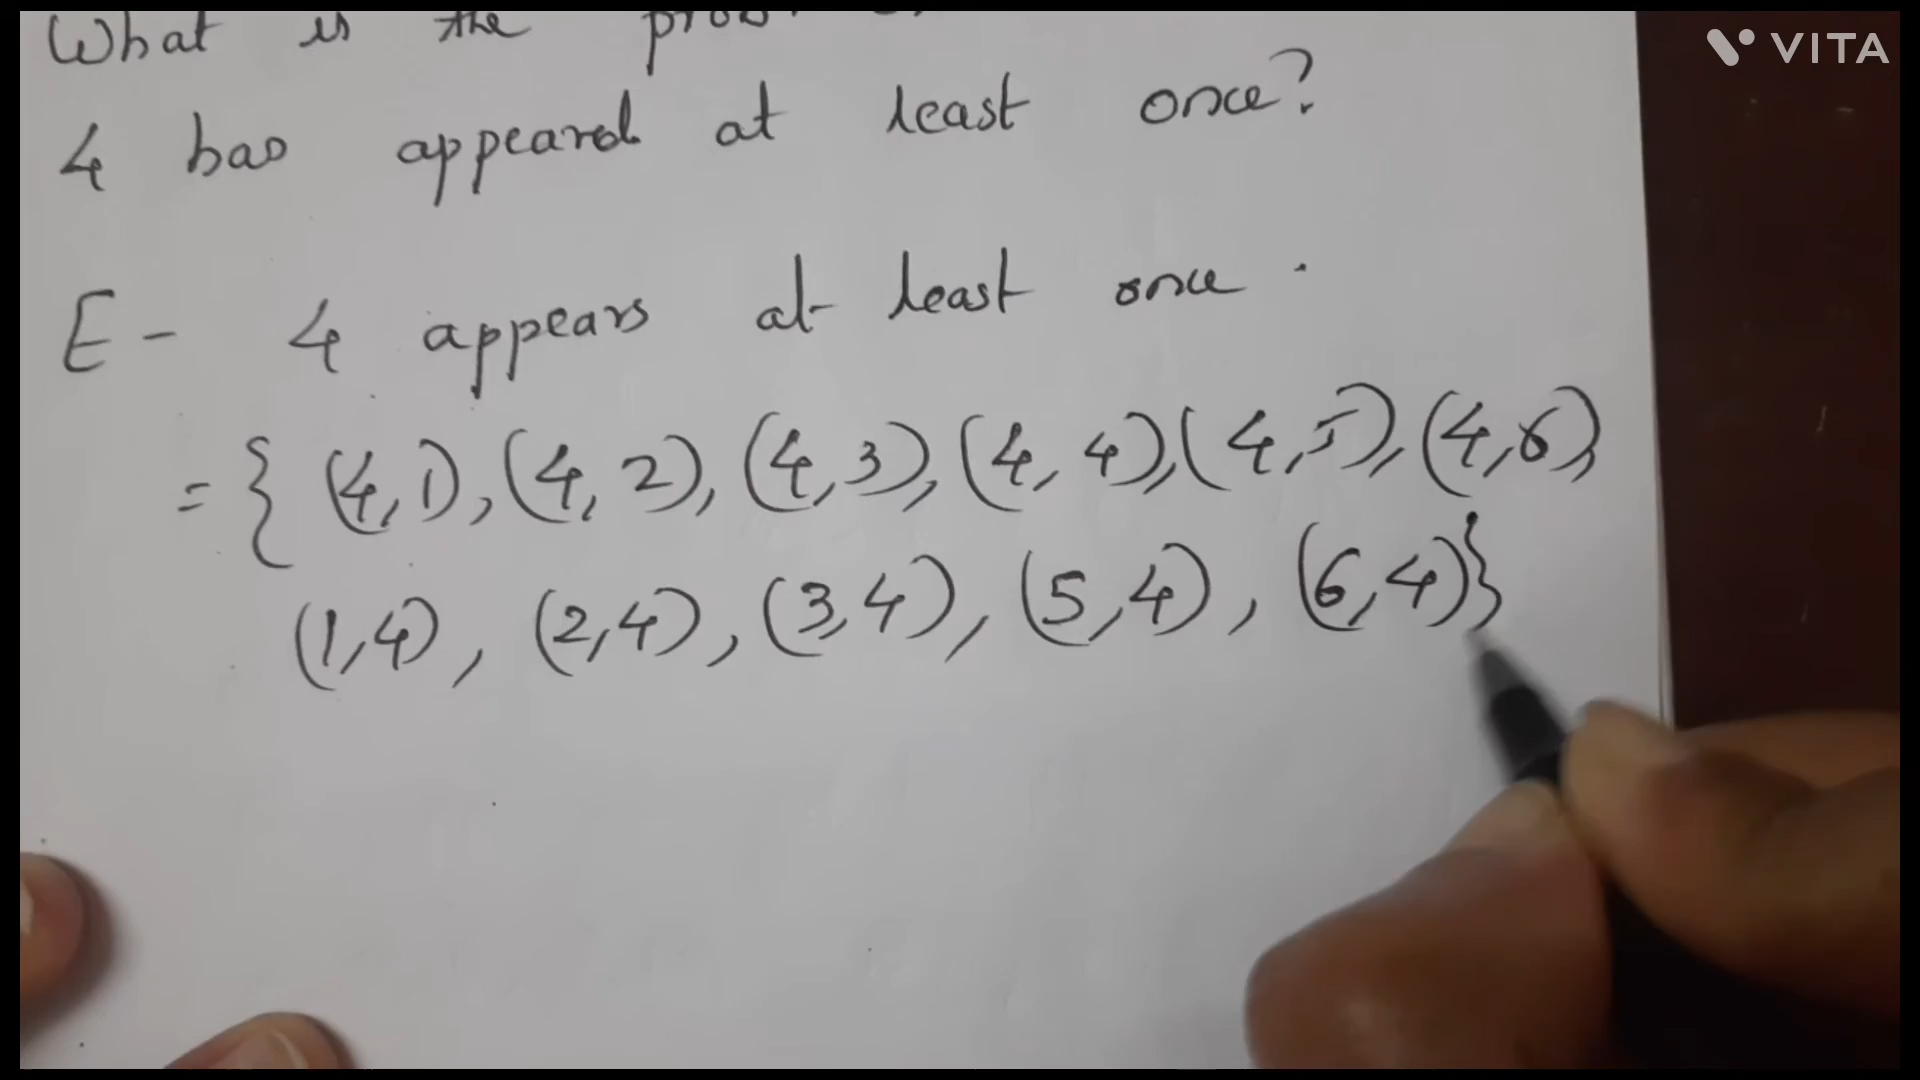 What is the
VITA
4 has appeared at least once?
E - 4 appears at least once.
= { (4,1), (4, 2), (4,3), (4, 4), (4,5), (4,6),
(1,4), (2,4), (3,4), (5,4), (6,4)}